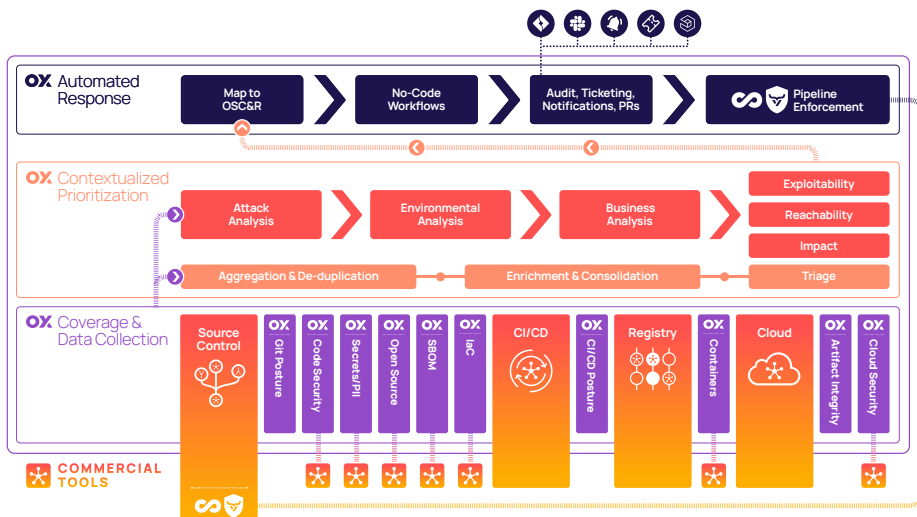 OX Automated
Response
Map to
OSC&R
No-Code
Workflows
Audit, Ticketing,
Notifications, PRs
Pipeline
Enforcement
OX Contextualized
Prioritization
Attack
Analysis
Environmental
Analysis
Business
Analysis
Exploitability
Reachability
Impact
Aggregation & De-duplication
Enrichment & Consolidation
Triage
OX Coverage &
Data Collection
Source
Control
OX
Git Posture
OX
Code Security
OX
Secrets/PII
OX
Open Source
OX
SBOM
OX
IaC
CI/CD
OX
CI/CD Posture
Registry
OX
Containers
Cloud
OX
Artifact Integrity
OX
Cloud Security
COMMERCIAL
TOOLS